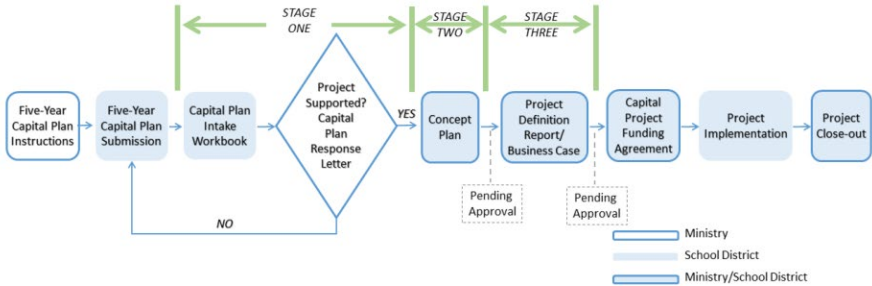 STAGE
ONE
STAGE
TWO
STAGE
THREE
Five-Year
Capital Plan
Instructions
Five-Year
Capital Plan
Submission
Capital Plan
Intake
Workbook
Project
Supported?
Capital
Plan
Response
Letter
YES
NO
Concept
Plan
Pending
Approval
Project
Definition
Report/
Business Case
Pending
Approval
Capital
Project
Funding
Agreement
Project
Implementation
Project
Close-out
Ministry
School District
Ministry/School District